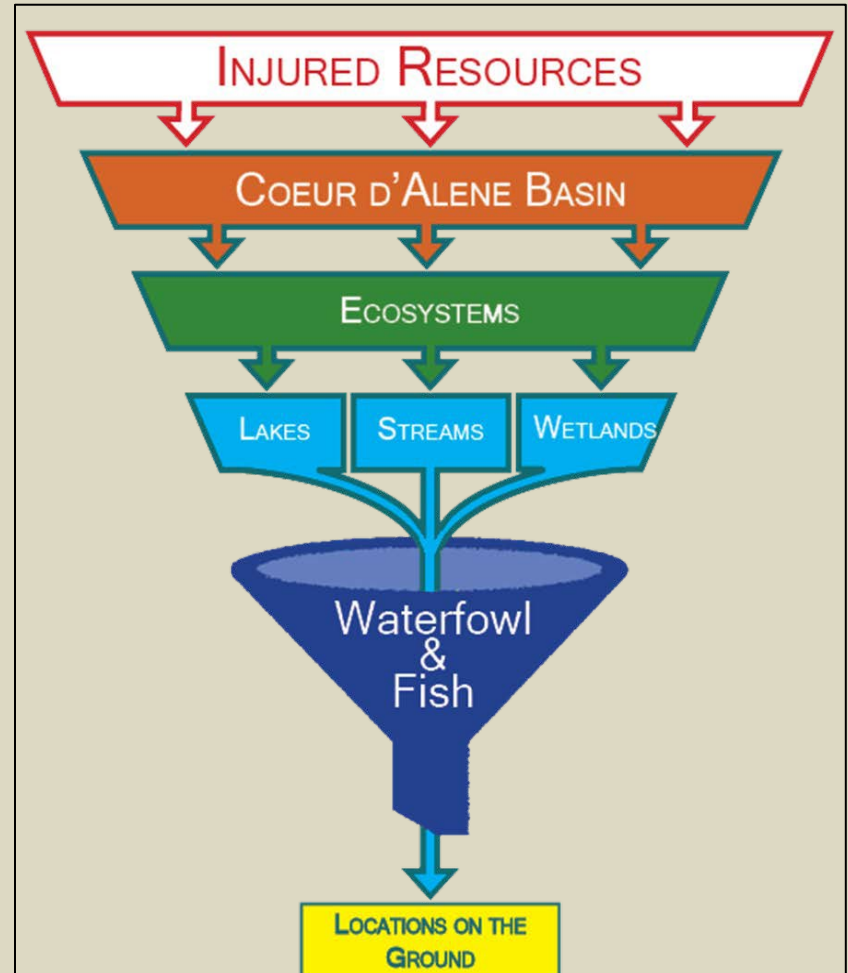 INJURED RESOURCES
COEUR D'ALENE BASIN
ECOSYSTEMS
LAKES
STREAMS
WETLANDS
Waterfowl
&
Fish
LOCATIONS ON THE
GROUND